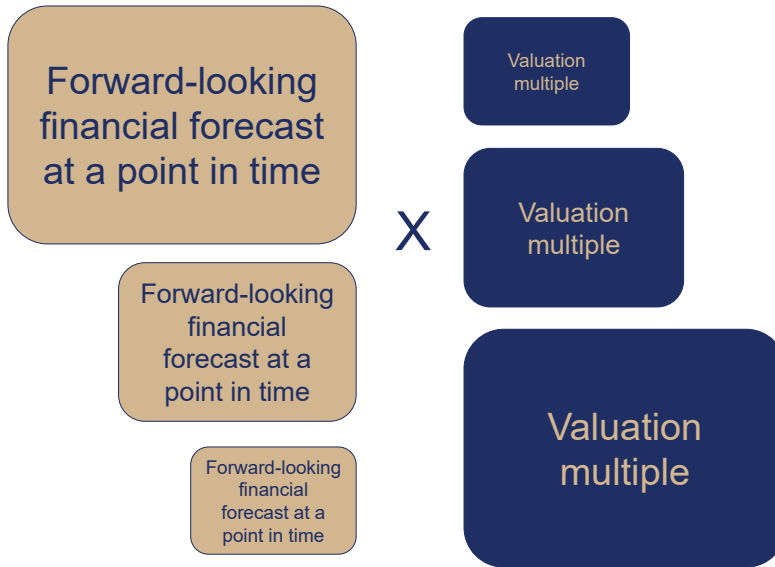 Forward-looking
financial forecast
at a point in time
Valuation
multiple
X
Valuation
multiple
Forward-looking
financial
forecast at a
point in time
Valuation
multiple
Forward-looking
financial
forecast at a
point in time